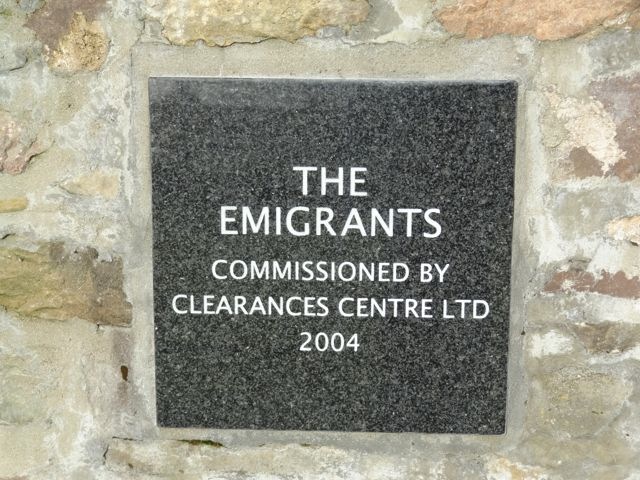 THE
EMIGRANTS
COMMISSIONED BY
CLEARANCES CENTRE LTD
2004